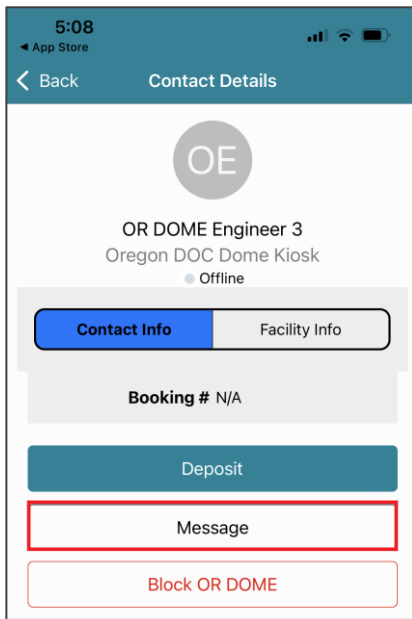 5:08
◀ App Store
Back Contact Details
OE
OR DOME Engineer 3
Oregon DOC Dome Kiosk
Offline
Contact Info Facility Info
Booking # N/A
Deposit
Message
Block OR DOME